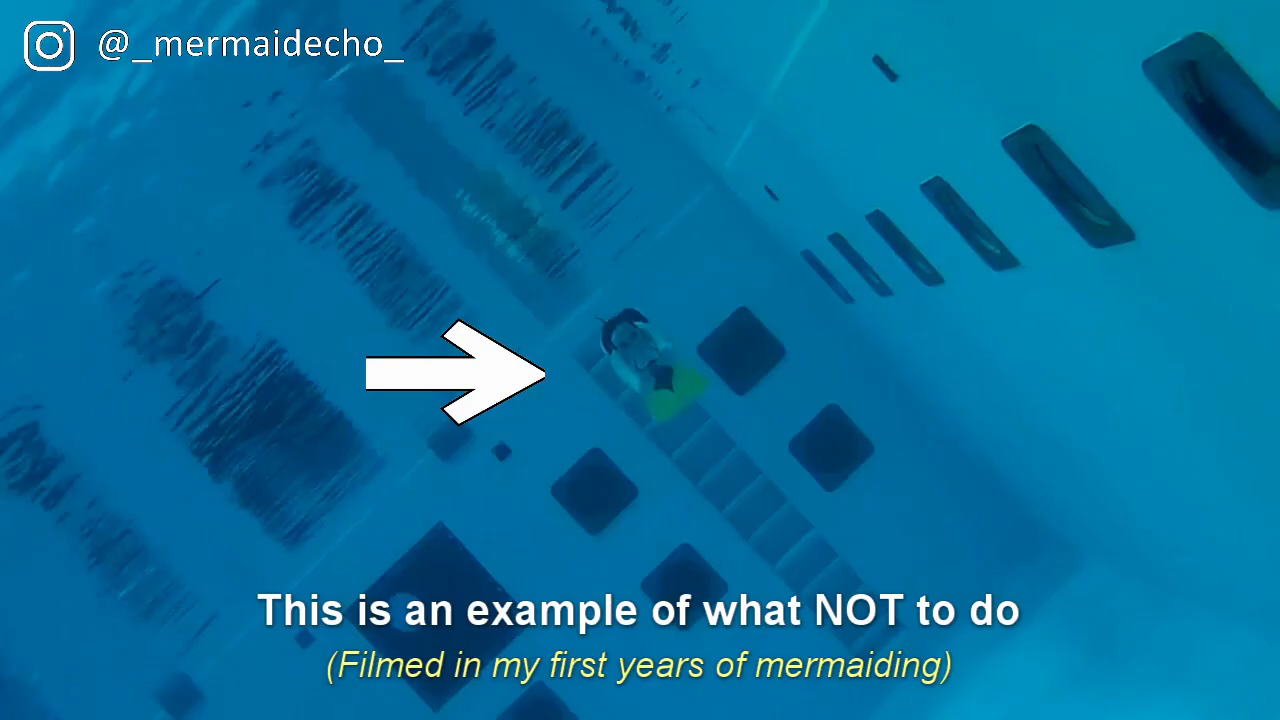 @_mermaidecho_
This is an example of what NOT to do
(Filmed in my first years of mermaiding)